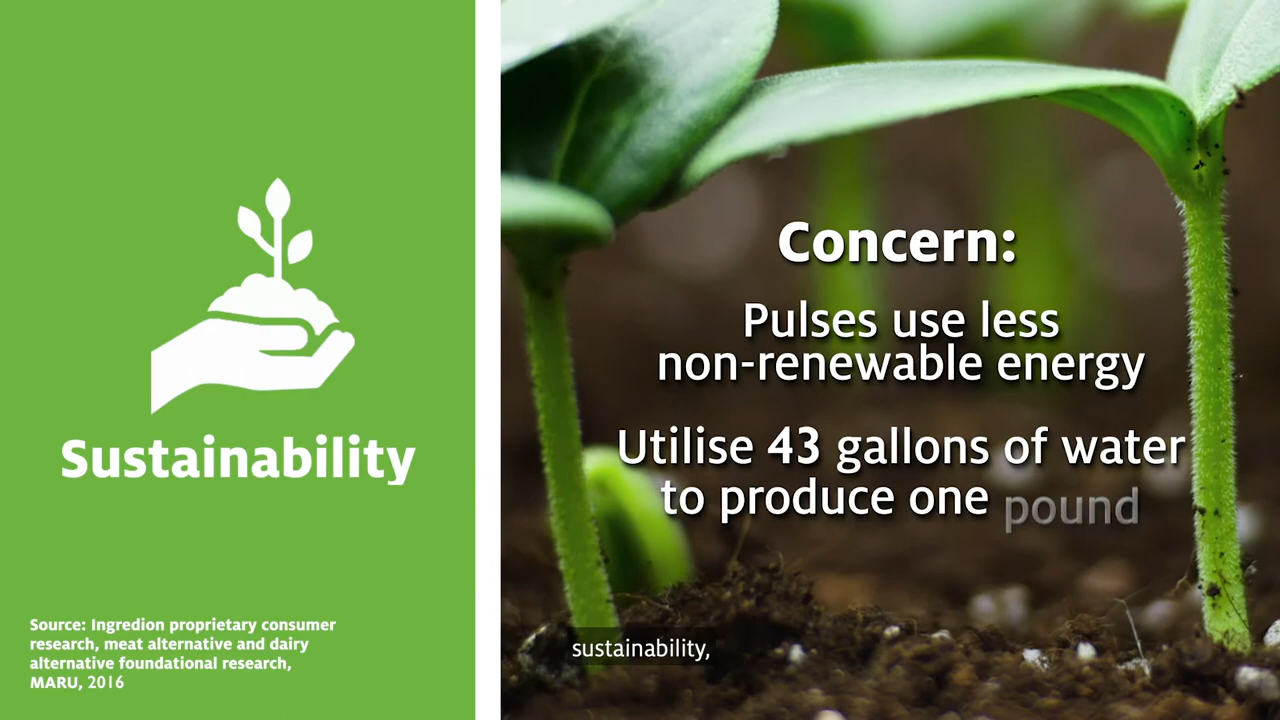 Sustainability
Source: Ingredion proprietary consumer
research, meat alternative and dairy
alternative foundational research,
MARU, 2016
Concern:
Pulses use less
non-renewable energy
Utilise 43 gallons of water
to produce one pound
sustainability,